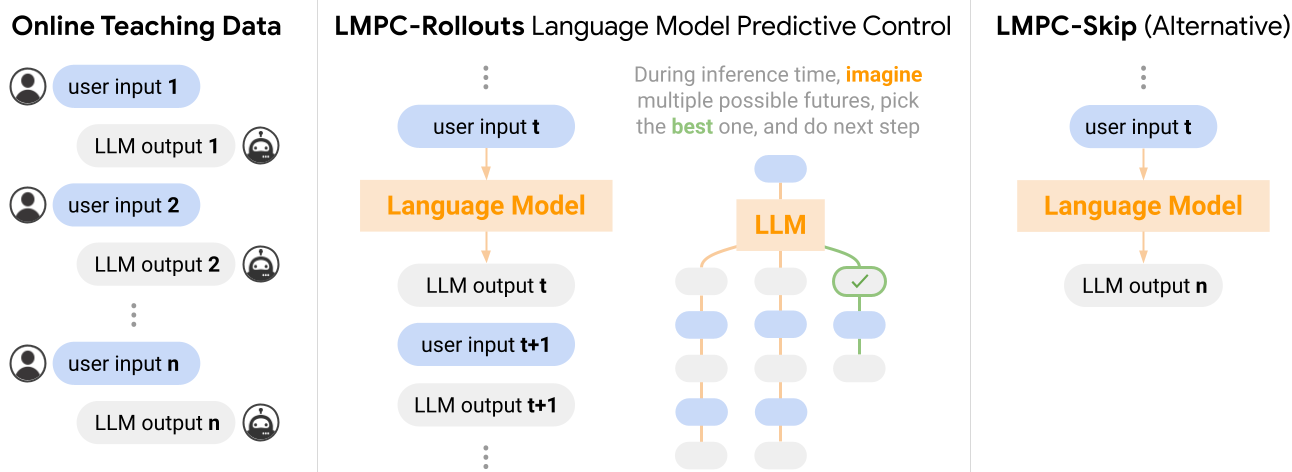 Online Teaching Data
user input 1
LLM output 1
user input 2
LLM output 2
user input n
LLM output n
LMPC-Rollouts Language Model Predictive Control
user input t
Language Model
LLM output t
user input t+1
LLM output t+1
During inference time, imagine
multiple possible futures, pick
the best one, and do next step
LLM
LMPC-Skip (Alternative)
user input t
Language Model
LLM output n